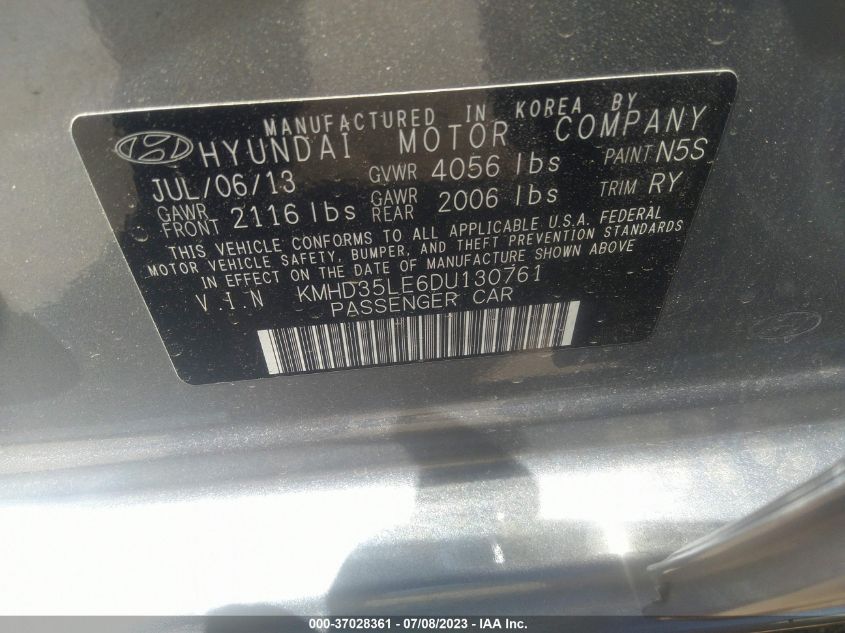 MANUFACTURED IN KOREA BY
HYUNDAI MOTOR COMPANY
JUL/06/13 GVWR 4056 lbs PAINT N5S
GAWR FRONT 2116 lbs GAWR REAR 2006 lbs TRIM RY
THIS VEHICLE CONFORMS TO ALL APPLICABLE U.S.A. FEDERAL
MOTOR VEHICLE SAFETY, BUMPER, AND THEFT PREVENTION STANDARDS
IN EFFECT ON THE DATE OF MANUFACTURE SHOWN ABOVE
V.I.N KMHD35LE6DU130761
PASSENGER CAR
000-37028361 - 07/08/2023 - IAA Inc.